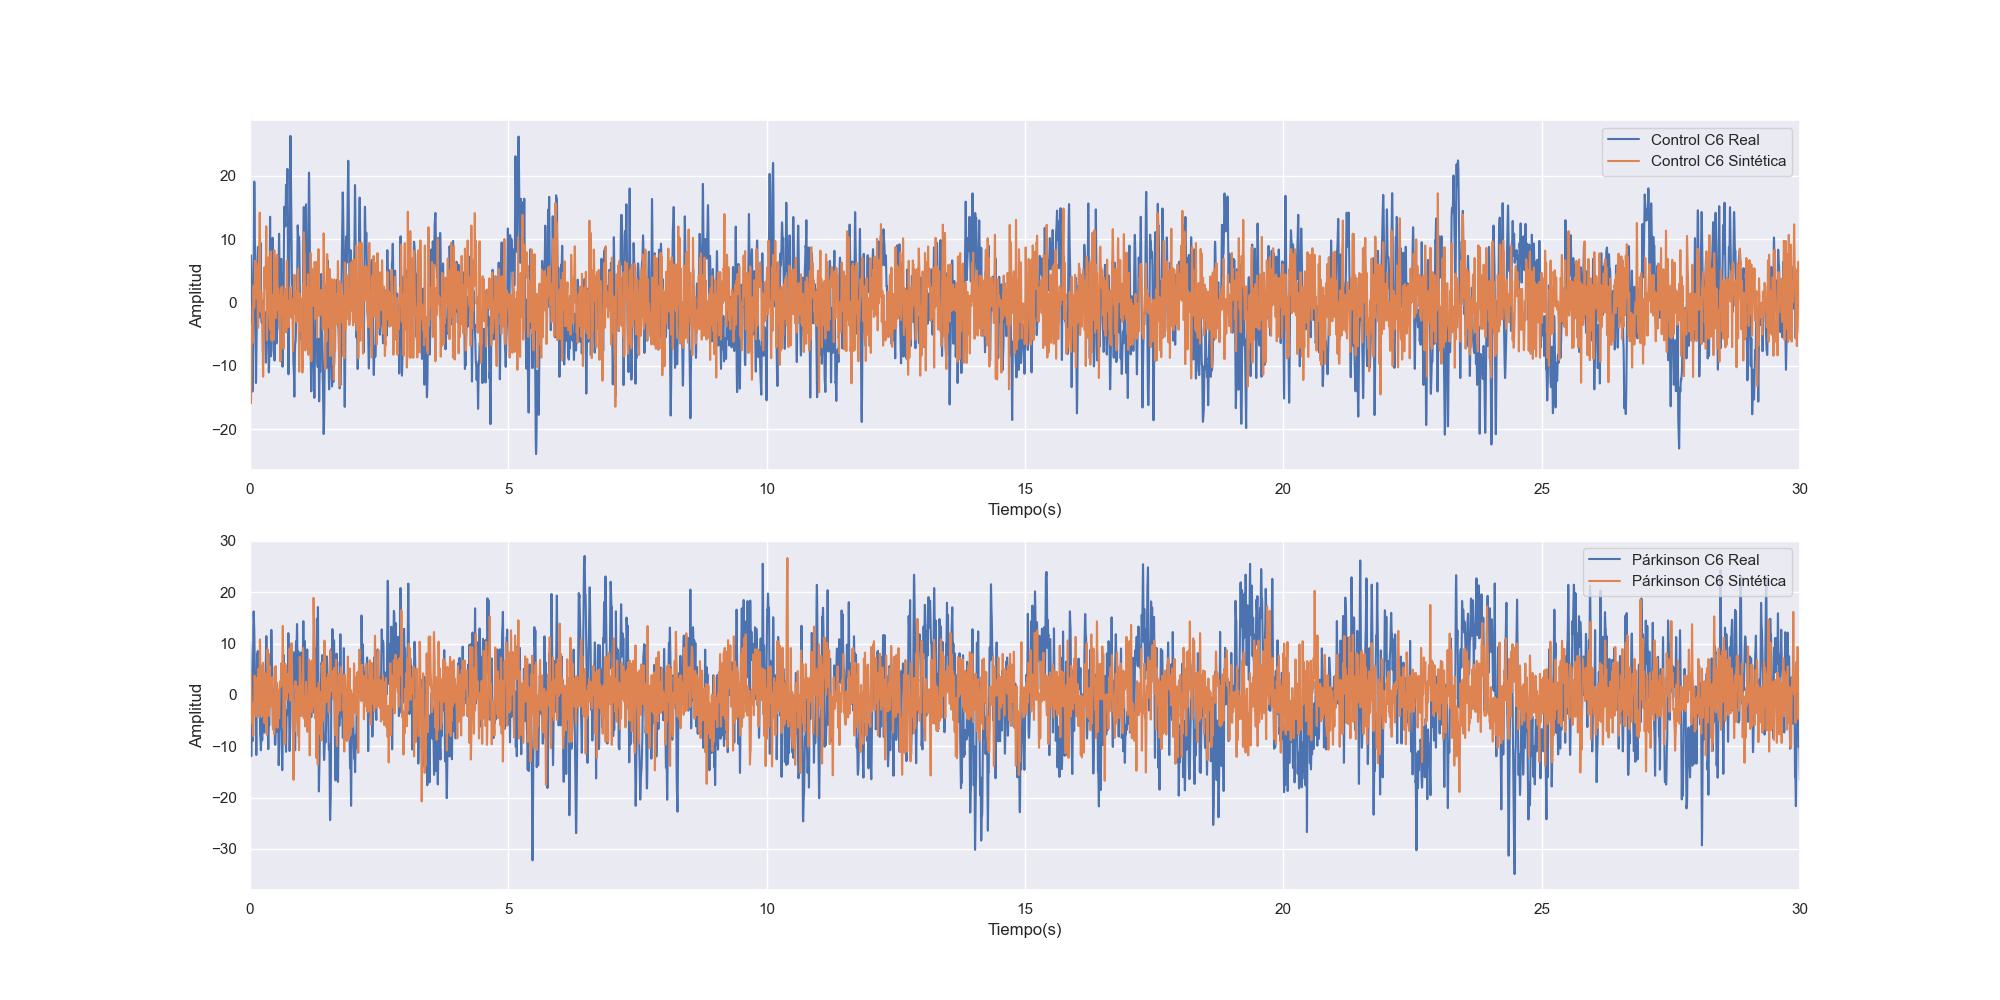 Control C6 Real
Control C6 Sintética
20
10
0
−10
−20
Amplitud
0 5 10 15 20 25 30
Tiempo(s)
Párkinson C6 Real
Párkinson C6 Sintética
30
20
10
0
−10
−20
−30
Amplitud
0 5 10 15 20 25 30
Tiempo(s)